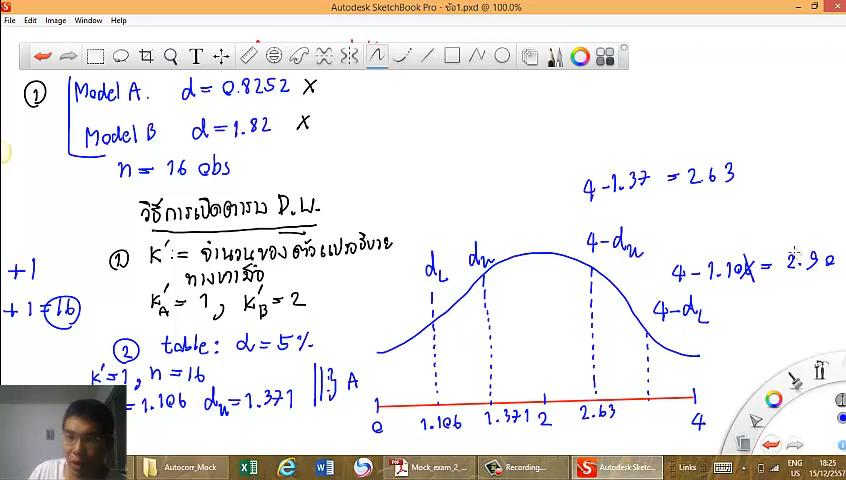 Autodesk SketchBook Pro - ข้อ1.pxd @ 100.0%
File Edit Image Window Help
① Model A. d = 0.8252 X
Model B d = 1.82 X
n = 16 obs
วิธีการเปิดตาราง D.W.
① K' := จำนวนของตัวแปรอธิบาย
ทางขวามือ
K'A = 1, K'B = 2
+1
+1 = 16
② table: α = 5%
K' = 1, n = 16
= 1.106 du = 1.371 A
4 - 1.37 = 2.63
4 - du
4 - 1.10 = 2.90
4 - dL
dL du
0 1.106 1.371 2 2.63 4
Autocorr_Mock
Mock_exam_2_...
Recording...
Autodesk Sketc...
Links
ENG
US
18:25
15/12/2557